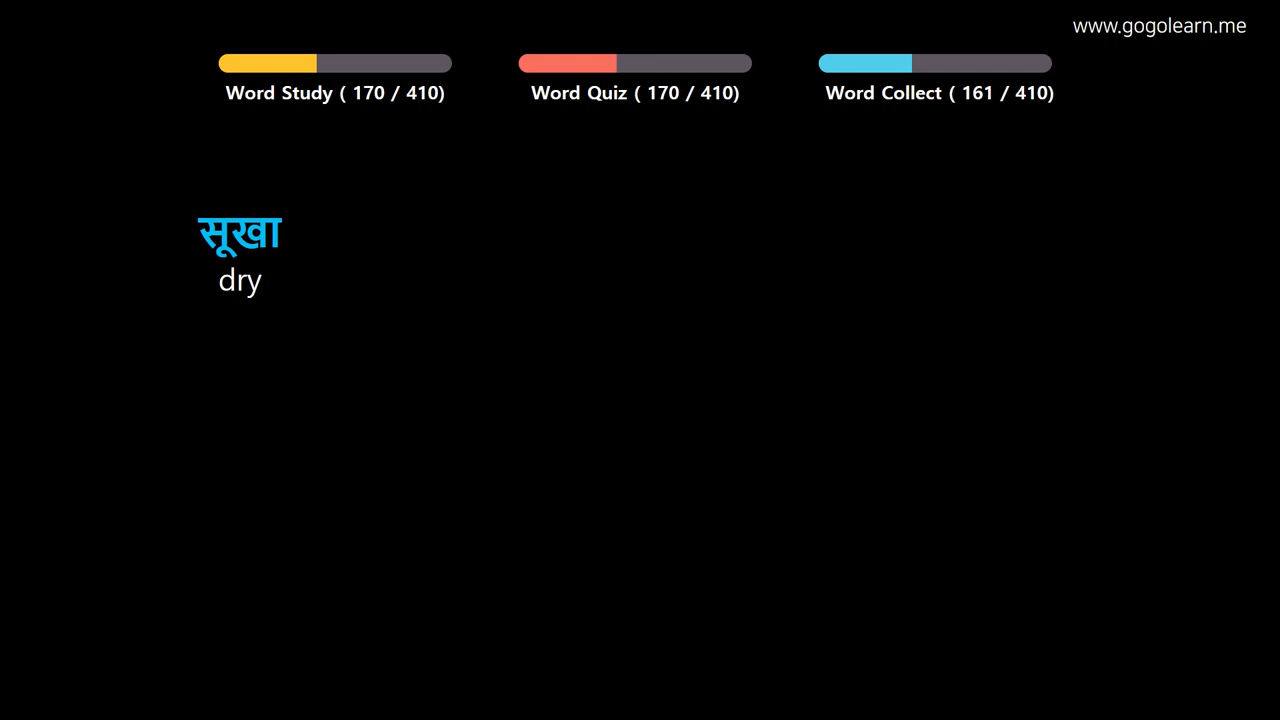 www.gogolearn.me
Word Study ( 170 / 410)
Word Quiz ( 170 / 410)
Word Collect ( 161 / 410)
सूखा
dry